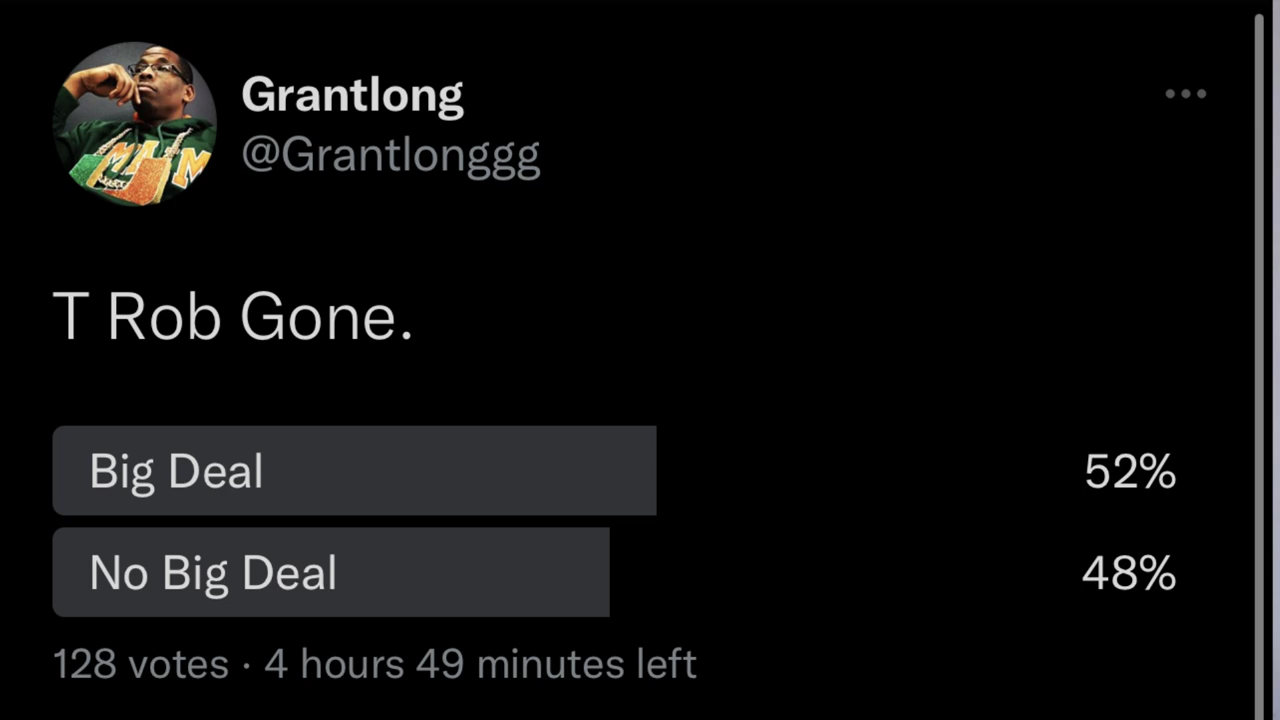 Grantlong
@Grantlonggg
T Rob Gone.
Big Deal 52%
No Big Deal 48%
128 votes · 4 hours 49 minutes left